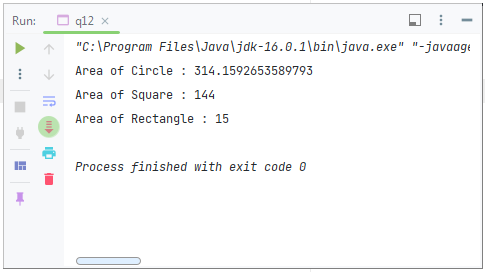 Run: q12
"C:\Program Files\Java\jdk-16.0.1\bin\java.exe" "-javaage
Area of Circle : 314.1592653589793
Area of Square : 144
Area of Rectangle : 15
Process finished with exit code 0